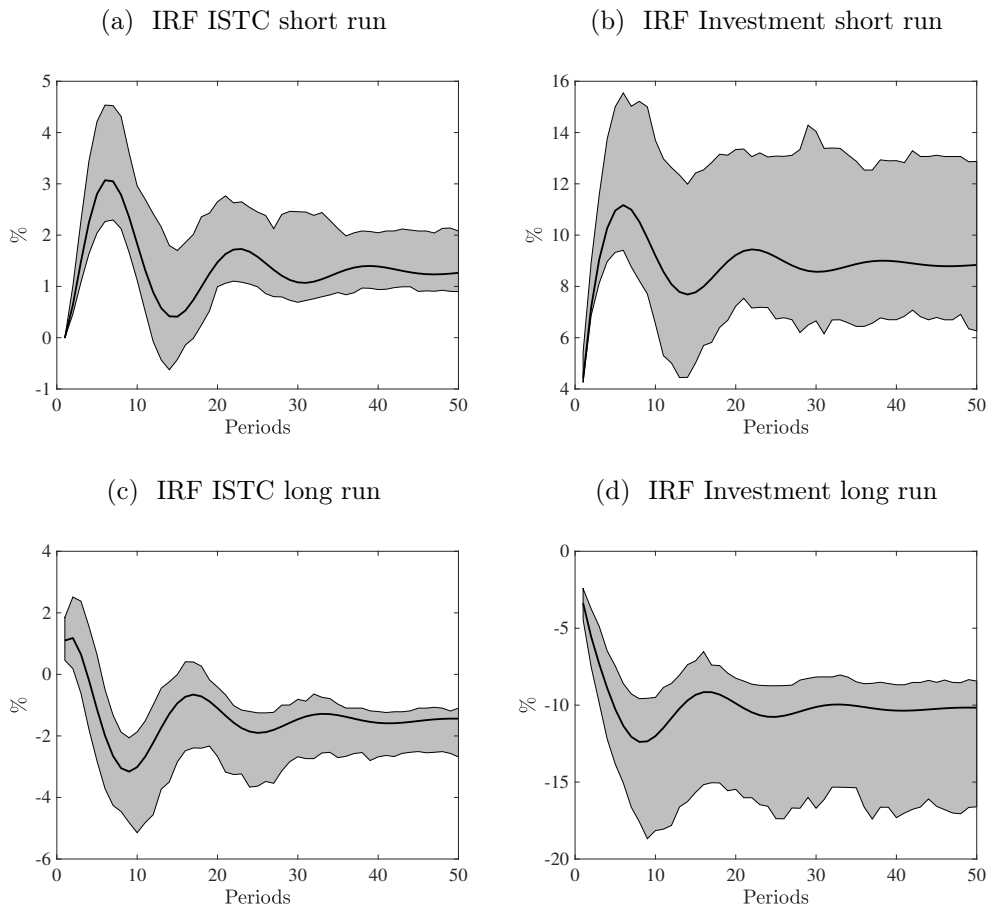 (a) IRF ISTC short run
(b) IRF Investment short run
5
4
3
2
1
0
-1
%
0 10 20 30 40 50
Periods
16
14
12
10
8
6
4
%
0 10 20 30 40 50
Periods
(c) IRF ISTC long run
(d) IRF Investment long run
4
2
0
-2
-4
-6
%
0 10 20 30 40 50
Periods
0
-5
-10
-15
-20
%
0 10 20 30 40 50
Periods